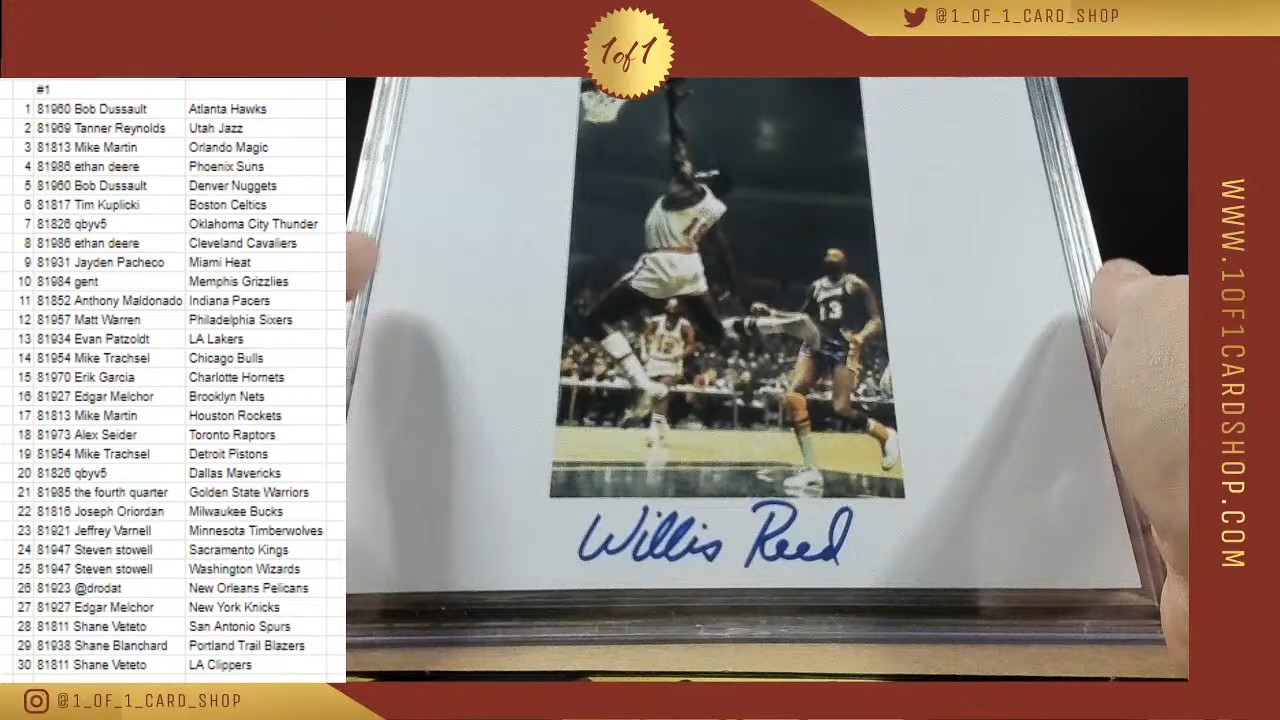 1 of 1
@1_OF_1_CARD_SHOP
#1
1 81960 Bob Dussault Atlanta Hawks
2 81969 Tanner Reynolds Utah Jazz
3 81813 Mike Martin Orlando Magic
4 81986 ethan deere Phoenix Suns
5 81960 Bob Dussault Denver Nuggets
6 81817 Tim Kuplicki Boston Celtics
7 81826 qbyv5 Oklahoma City Thunder
8 81986 ethan deere Cleveland Cavaliers
9 81931 Jayden Pacheco Miami Heat
10 81984 gent Memphis Grizzlies
11 81852 Anthony Maldonado Indiana Pacers
12 81957 Matt Warren Philadelphia Sixers
13 81934 Evan Patzoldt LA Lakers
14 81954 Mike Trachsel Chicago Bulls
15 81970 Erik Garcia Charlotte Hornets
16 81927 Edgar Melchor Brooklyn Nets
17 81813 Mike Martin Houston Rockets
18 81973 Alex Seider Toronto Raptors
19 81954 Mike Trachsel Detroit Pistons
20 81826 qbyv5 Dallas Mavericks
21 81985 the fourth quarter Golden State Warriors
22 81816 Joseph Oriordan Milwaukee Bucks
23 81921 Jeffrey Varnell Minnesota Timberwolves
24 81947 Steven stowell Sacramento Kings
25 81947 Steven stowell Washington Wizards
26 81923 @drodat New Orleans Pelicans
27 81927 Edgar Melchor New York Knicks
28 81811 Shane Veteto San Antonio Spurs
29 81938 Shane Blanchard Portland Trail Blazers
30 81811 Shane Veteto LA Clippers
13
Willis Reed
WWW.1OF1CARDSHOP.COM
@1_OF_1_CARD_SHOP